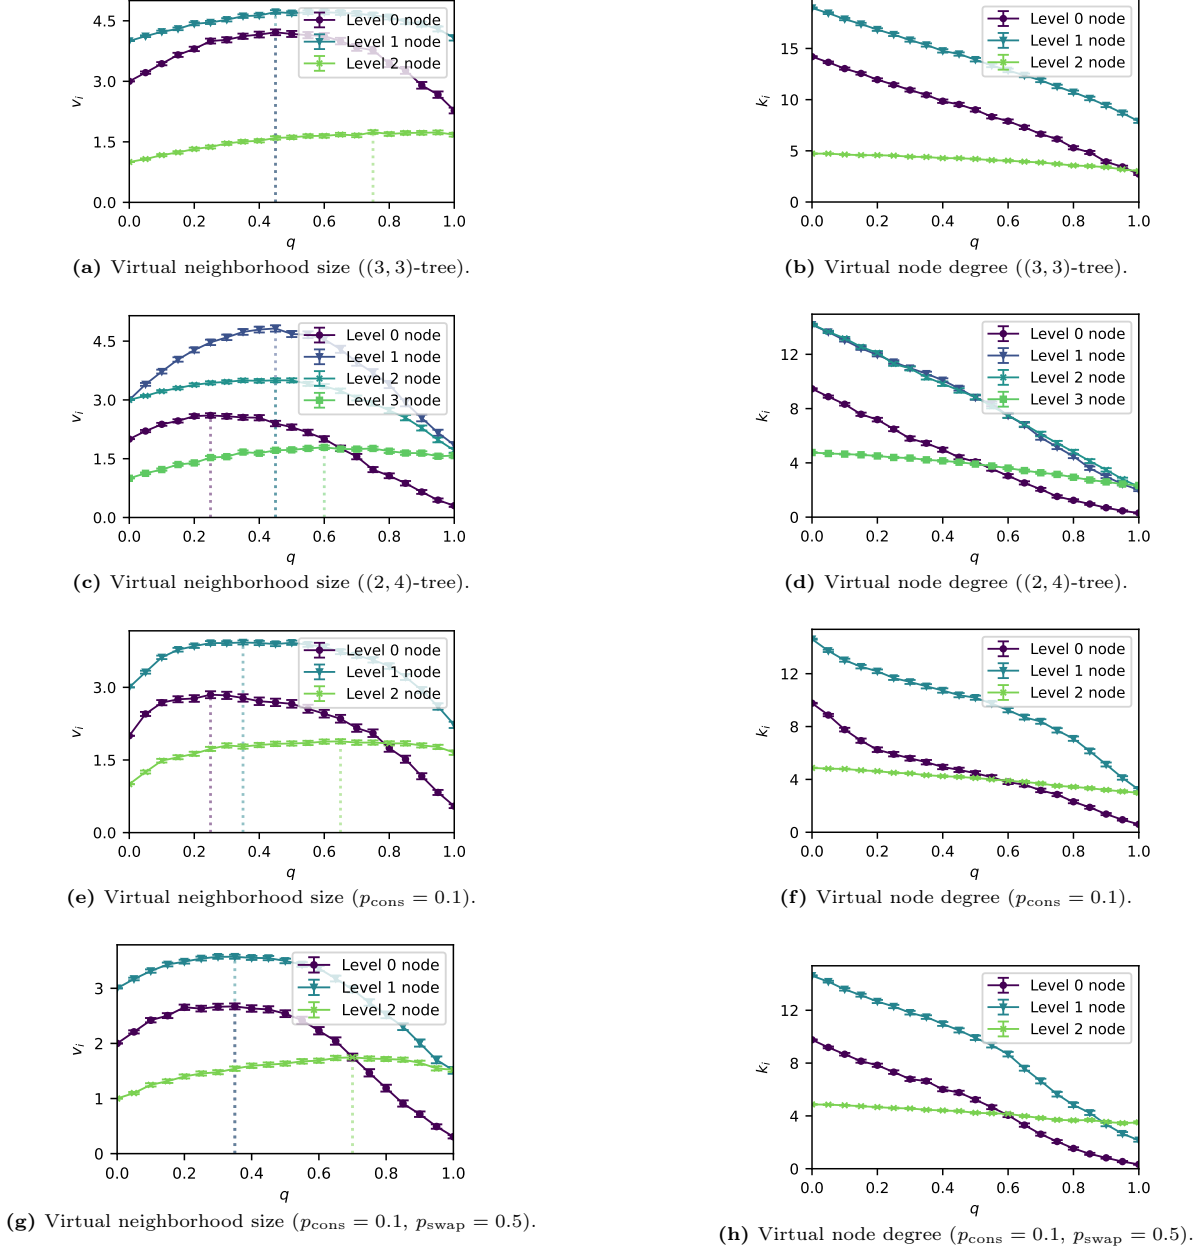 4.5
3.0
1.5
0.0
v_i
Level 0 node
Level 1 node
Level 2 node
0.0 0.2 0.4 0.6 0.8 1.0
q
(a) Virtual neighborhood size ((3, 3)-tree).
15
10
5
0
k_i
Level 0 node
Level 1 node
Level 2 node
0.0 0.2 0.4 0.6 0.8 1.0
q
(b) Virtual node degree ((3, 3)-tree).
4.5
3.0
1.5
0.0
v_i
Level 0 node
Level 1 node
Level 2 node
Level 3 node
0.0 0.2 0.4 0.6 0.8 1.0
q
(c) Virtual neighborhood size ((2, 4)-tree).
12
8
4
0
k_i
Level 0 node
Level 1 node
Level 2 node
Level 3 node
0.0 0.2 0.4 0.6 0.8 1.0
q
(d) Virtual node degree ((2, 4)-tree).
3.0
1.5
0.0
v_i
Level 0 node
Level 1 node
Level 2 node
0.0 0.2 0.4 0.6 0.8 1.0
q
(e) Virtual neighborhood size (p_cons = 0.1).
12
8
4
0
k_i
Level 0 node
Level 1 node
Level 2 node
0.0 0.2 0.4 0.6 0.8 1.0
q
(f) Virtual node degree (p_cons = 0.1).
3
2
1
0
v_i
Level 0 node
Level 1 node
Level 2 node
0.0 0.2 0.4 0.6 0.8 1.0
q
(g) Virtual neighborhood size (p_cons = 0.1, p_swap = 0.5).
12
8
4
0
k_i
Level 0 node
Level 1 node
Level 2 node
0.0 0.2 0.4 0.6 0.8 1.0
q
(h) Virtual node degree (p_cons = 0.1, p_swap = 0.5).